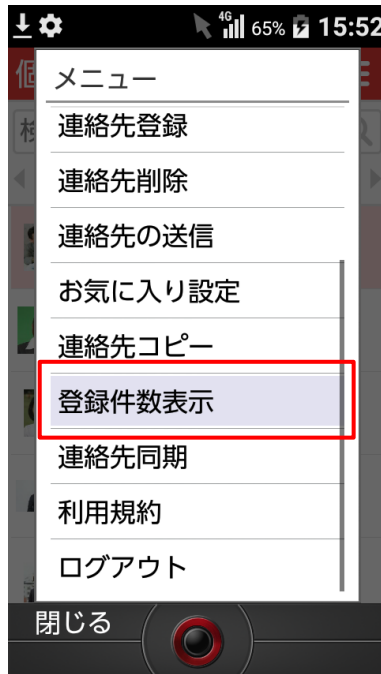 4G 65% 15:52
個
メニュー
検
連絡先登録
連絡先削除
連絡先の送信
お気に入り設定
連絡先コピー
登録件数表示
連絡先同期
利用規約
ログアウト
閉じる